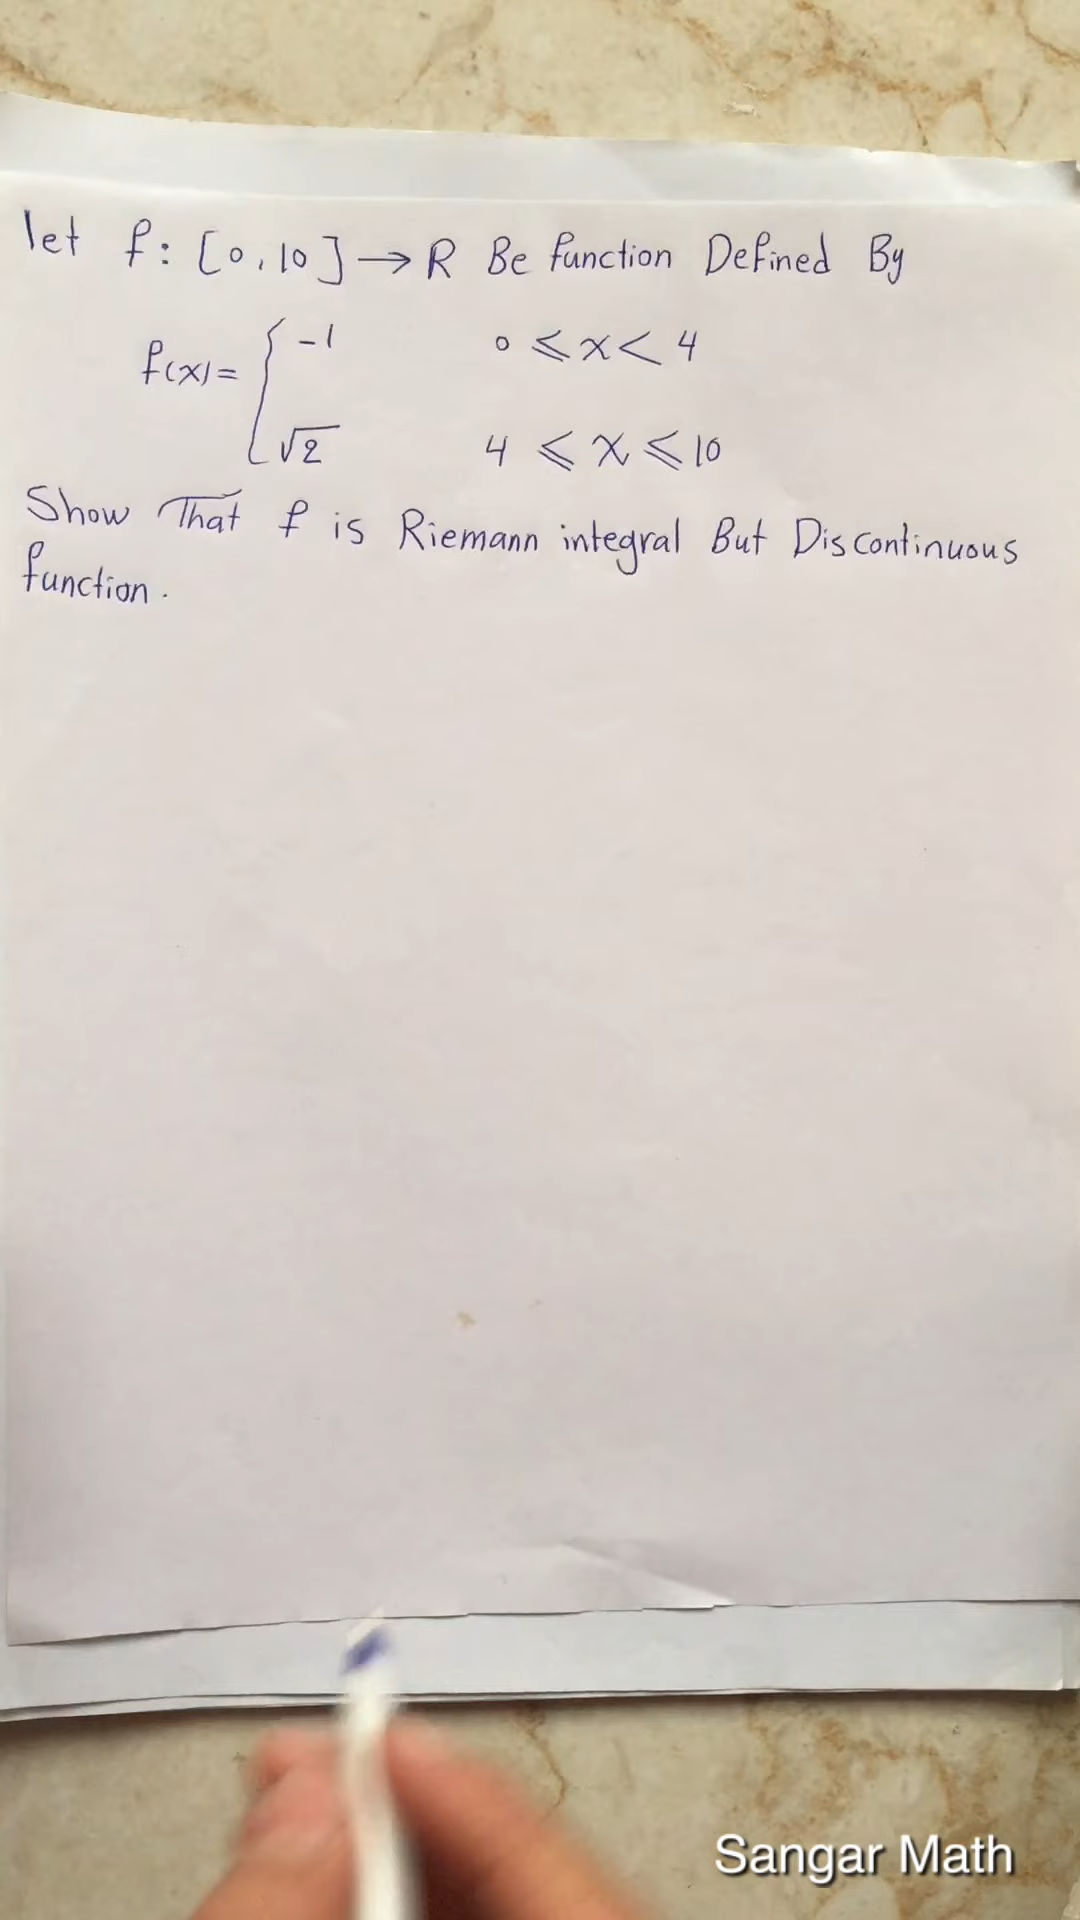 let f: [0,10] → R Be function Defined By
f(x) = { -1 0 ⩽ x < 4
√2 4 ⩽ x ⩽ 10
Show That f is Riemann integral But Discontinuous
function.
Sangar Math